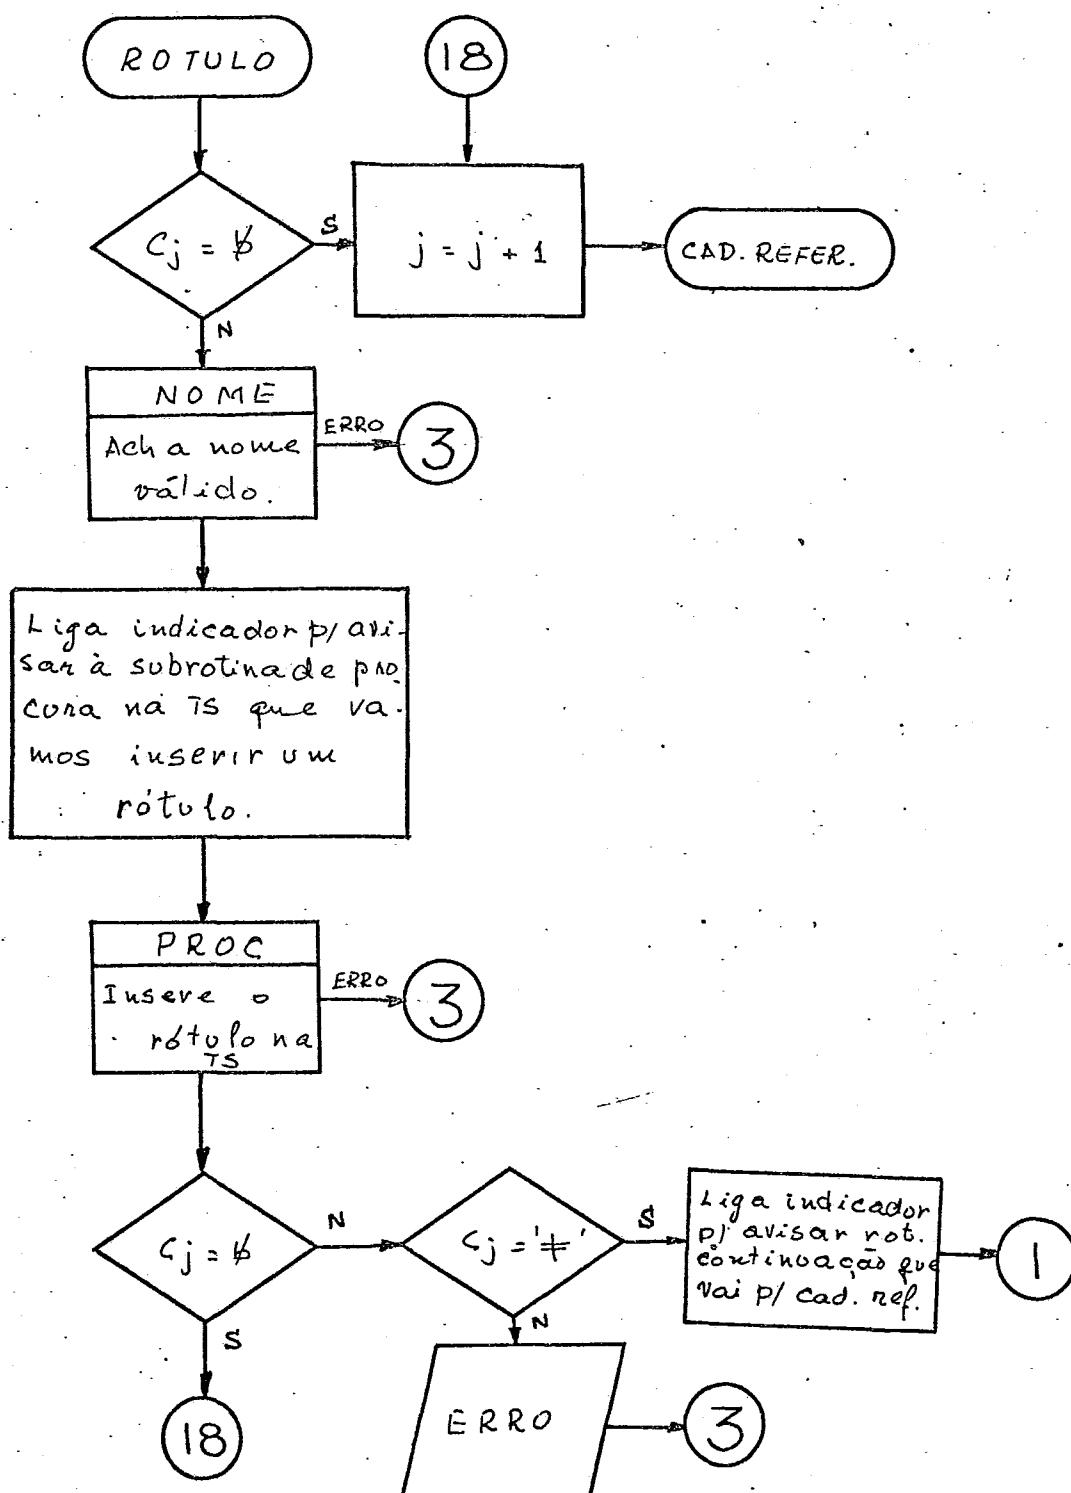 ROTULO
18
Cj = ␢
S
j = j + 1
CAD. REFER.
N
NOME
Acha nome
válido.
ERRO
3
Liga indicador p/ avi-
sar à subrotina de pro
cura na TS que va-
mos inserir um
rótulo.
PROC
Insere o
rótulo na
TS
ERRO
3
Cj = ␢
N
Cj = '≠'
S
Liga indicador
p/ avisar rot.
continuação que
vai p/ cad. ref.
1
S
N
18
ERRO
3